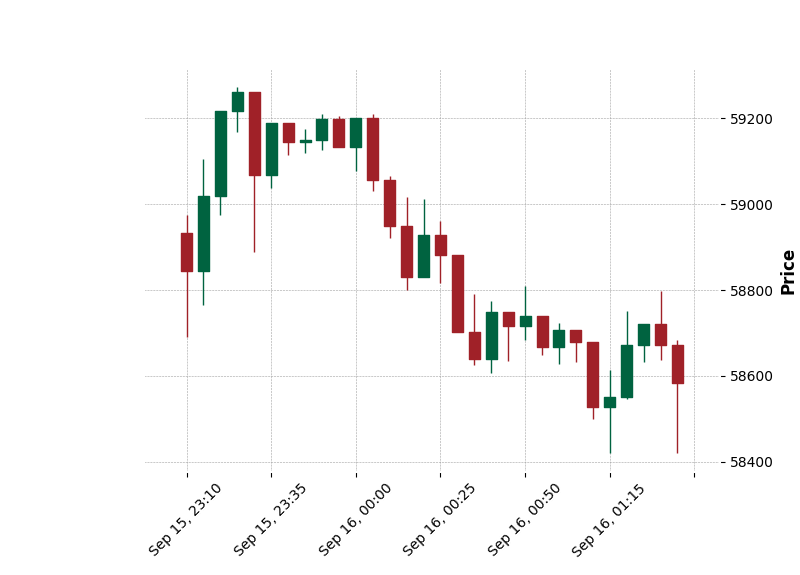 59200
59000
58800
58600
58400
Price
Sep 15, 23:10
Sep 15, 23:35
Sep 16, 00:00
Sep 16, 00:25
Sep 16, 00:50
Sep 16, 01:15